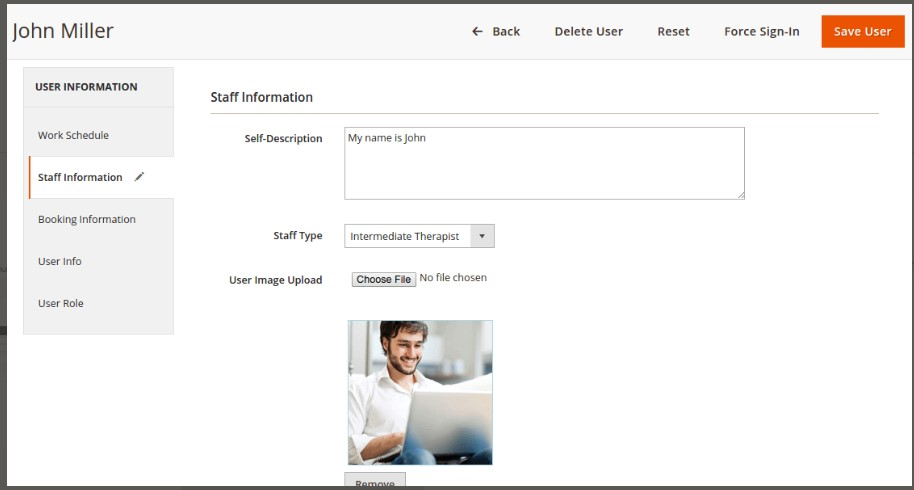 John Miller
Back Delete User Reset Force Sign-In Save User
USER INFORMATION
Work Schedule
Staff Information
Booking Information
User Info
User Role
Staff Information
Self-Description My name is John
Staff Type Intermediate Therapist
User Image Upload Choose File No file chosen
Remove